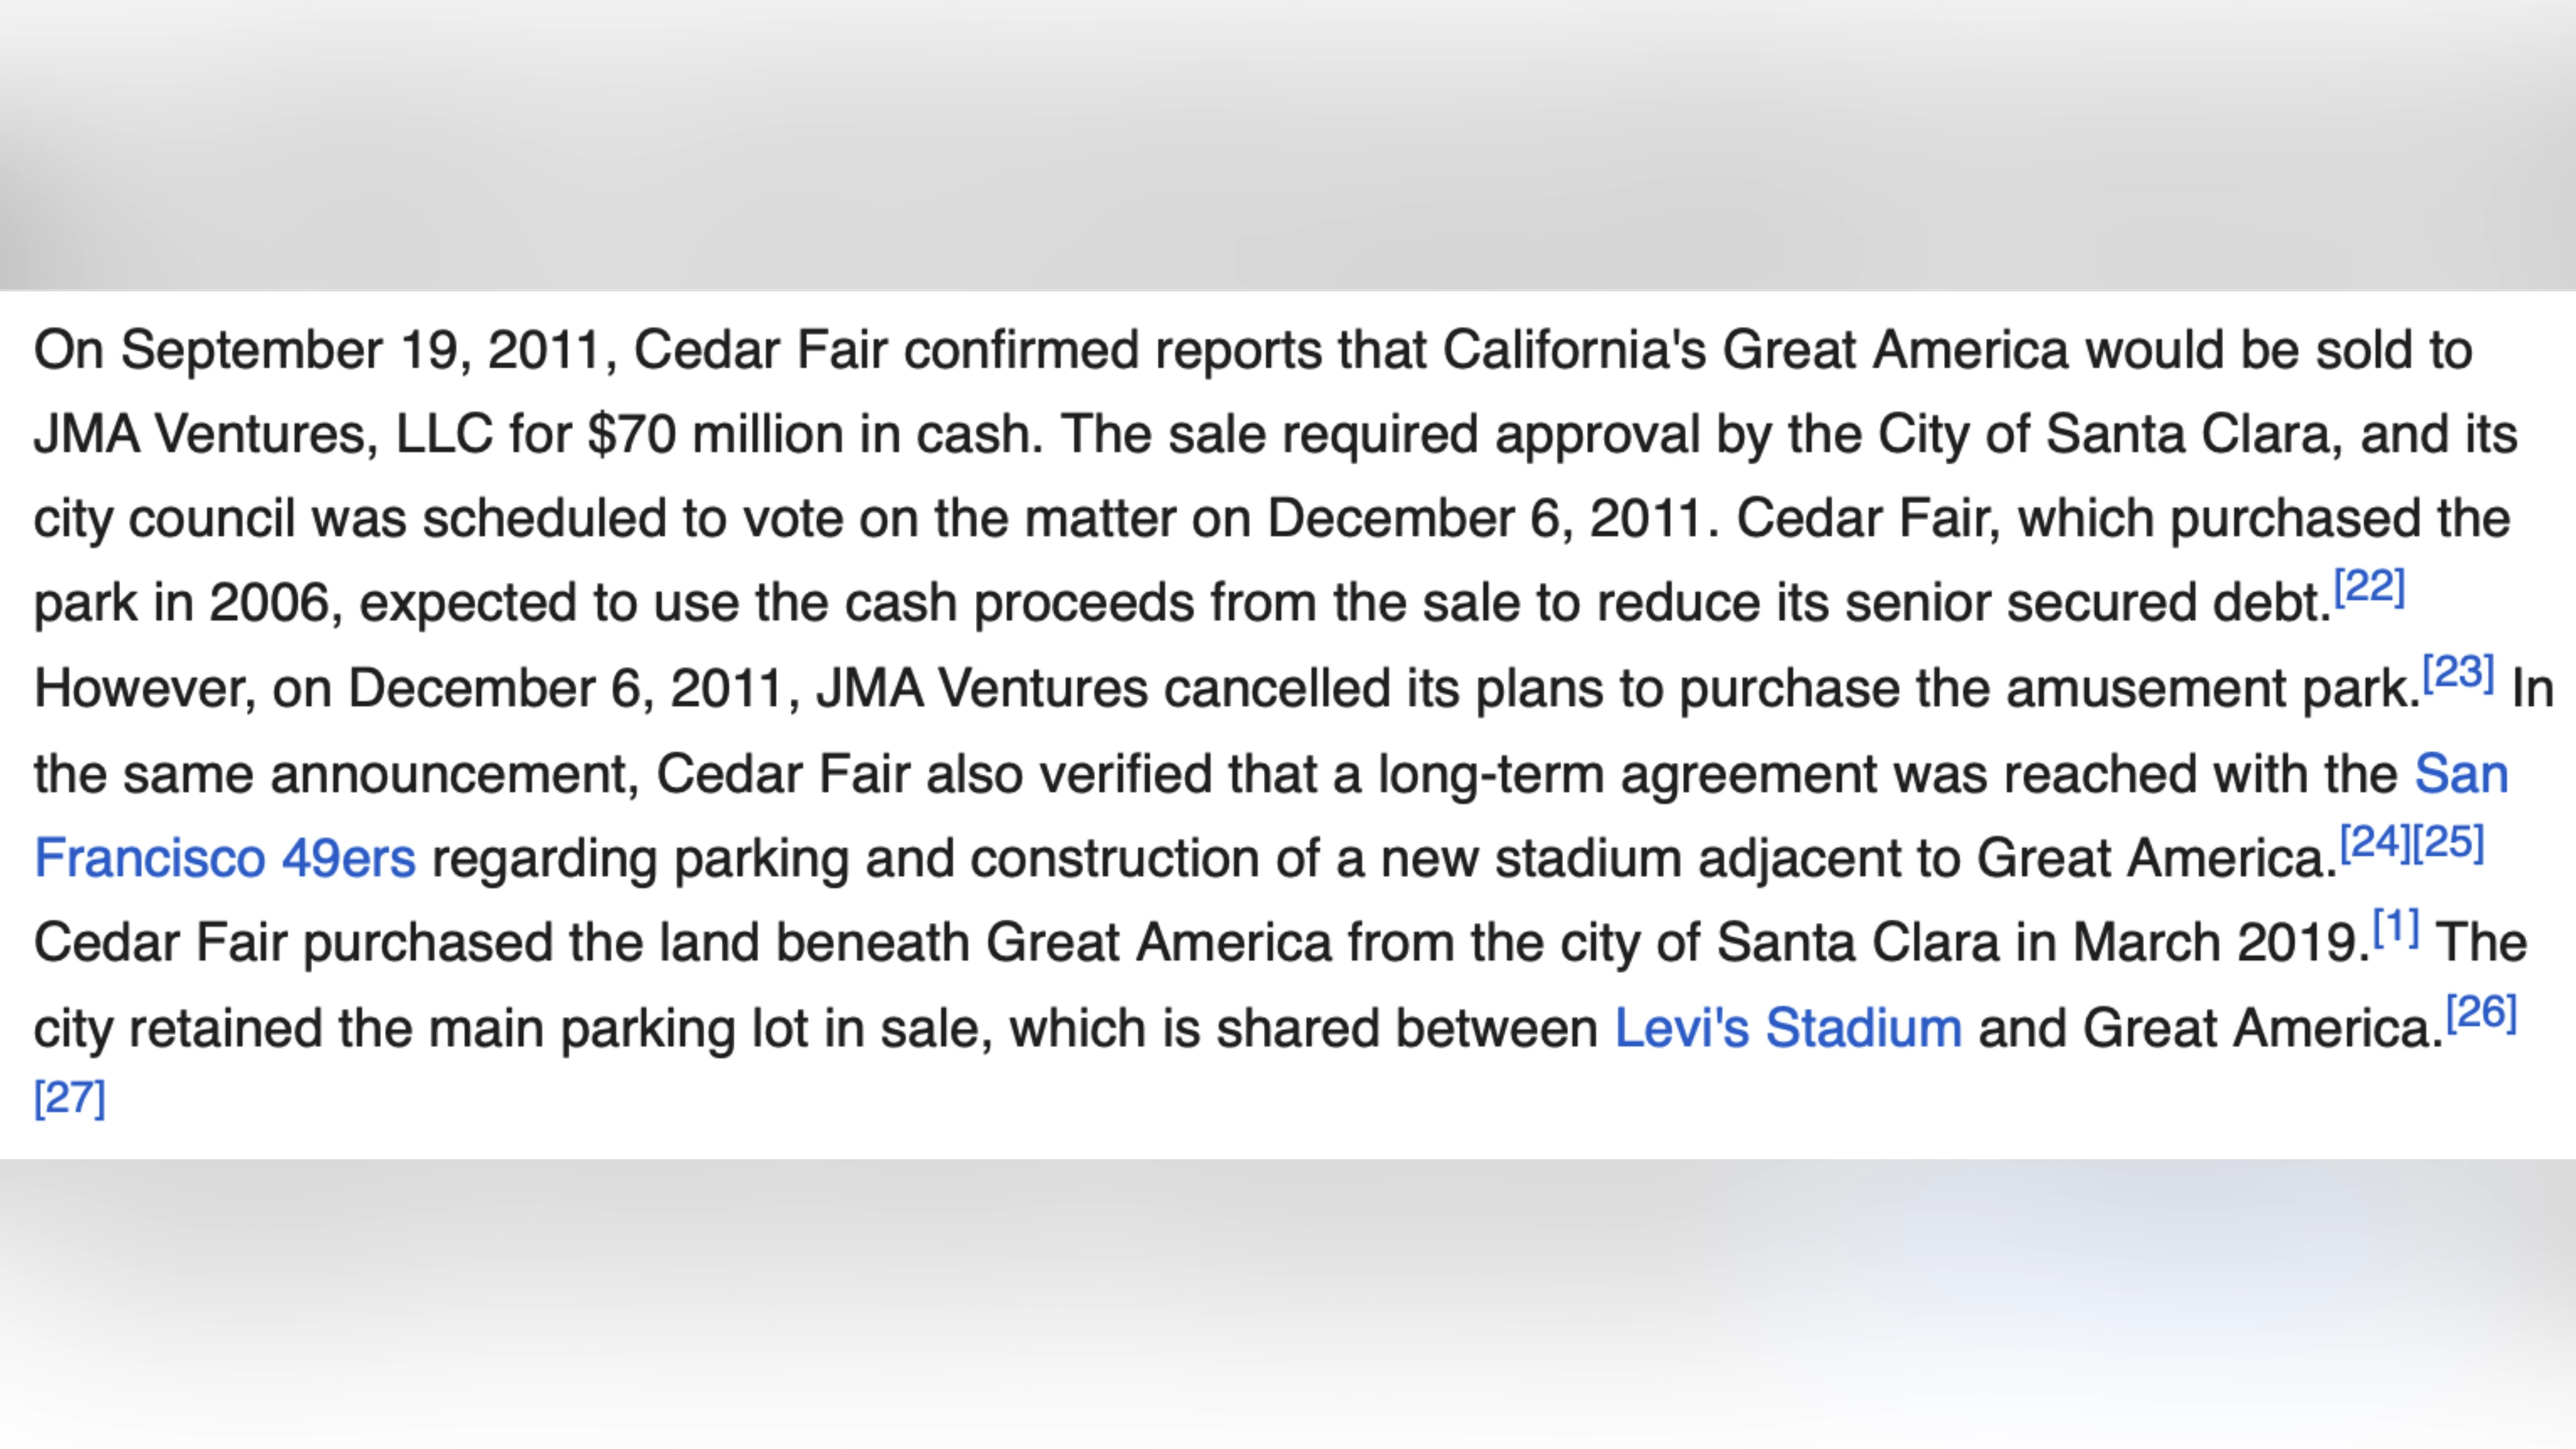 On September 19, 2011, Cedar Fair confirmed reports that California's Great America would be sold to
JMA Ventures, LLC for $70 million in cash. The sale required approval by the City of Santa Clara, and its
city council was scheduled to vote on the matter on December 6, 2011. Cedar Fair, which purchased the
park in 2006, expected to use the cash proceeds from the sale to reduce its senior secured debt.[22]
However, on December 6, 2011, JMA Ventures cancelled its plans to purchase the amusement park.[23] In
the same announcement, Cedar Fair also verified that a long-term agreement was reached with the San
Francisco 49ers regarding parking and construction of a new stadium adjacent to Great America.[24][25]
Cedar Fair purchased the land beneath Great America from the city of Santa Clara in March 2019.[1] The
city retained the main parking lot in sale, which is shared between Levi's Stadium and Great America.[26]
[27]